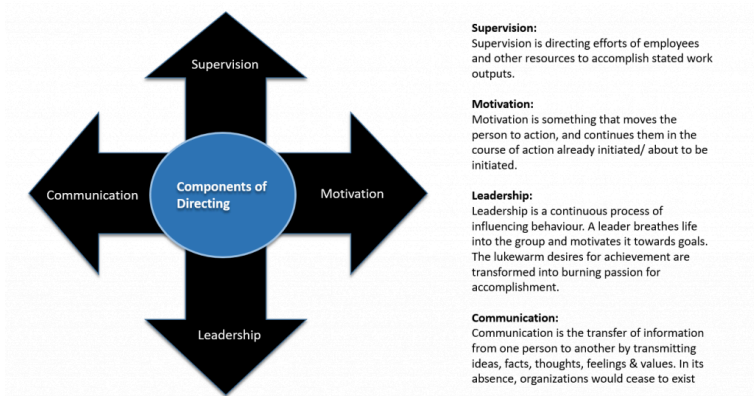 Supervision
Communication
Components of
Directing
Motivation
Leadership
Supervision:
Supervision is directing efforts of employees
and other resources to accomplish stated work
outputs.
Motivation:
Motivation is something that moves the
person to action, and continues them in the
course of action already initiated/ about to be
initiated.
Leadership:
Leadership is a continuous process of
influencing behaviour. A leader breathes life
into the group and motivates it towards goals.
The lukewarm desires for achievement are
transformed into burning passion for
accomplishment.
Communication:
Communication is the transfer of information
from one person to another by transmitting
ideas, facts, thoughts, feelings & values. In its
absence, organizations would cease to exist